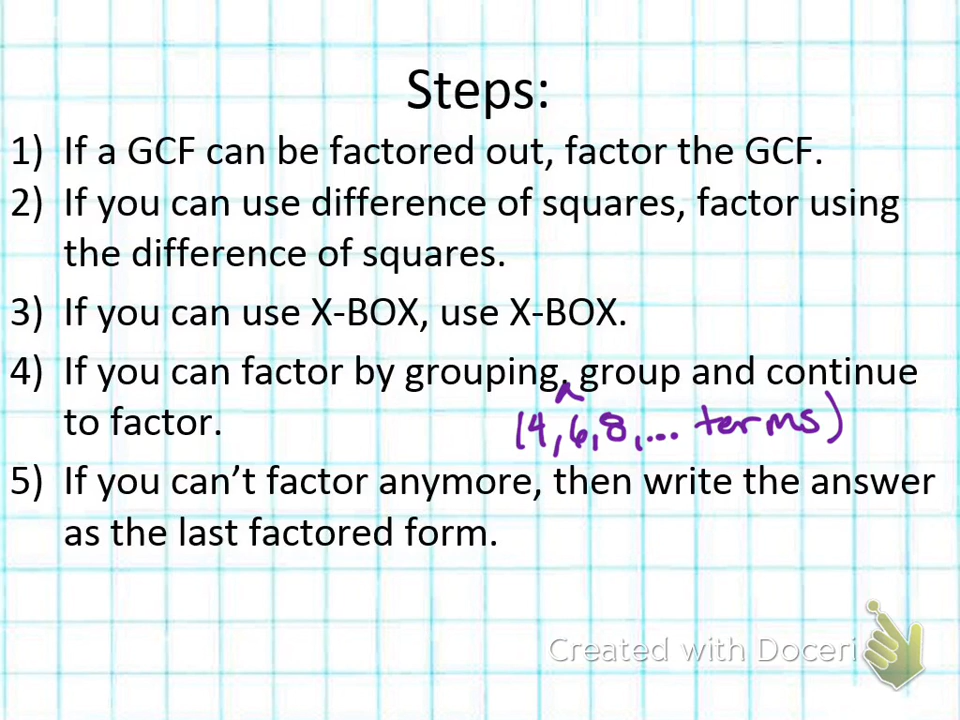 Steps:
1) If a GCF can be factored out, factor the GCF.
2) If you can use difference of squares, factor using
the difference of squares.
3) If you can use X-BOX, use X-BOX.
4) If you can factor by grouping, group and continue
to factor.
(4, 6, 8, ... terms)
5) If you can’t factor anymore, then write the answer
as the last factored form.
Created with Doceri